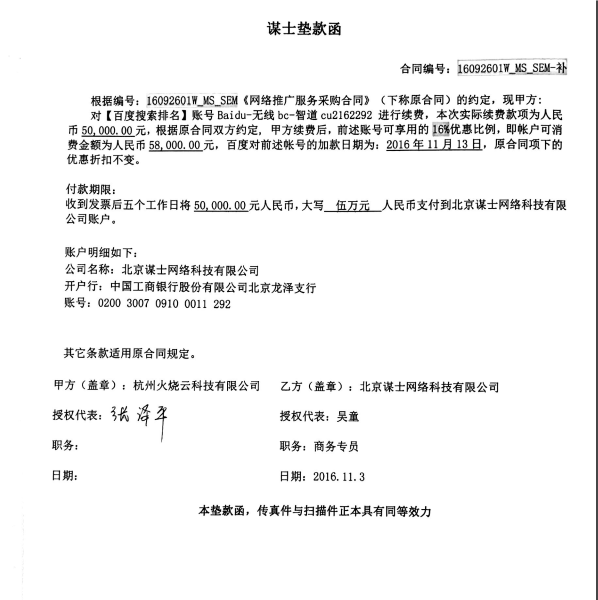 谋士垫款函
合同编号：16092601W_MS_SEM-补
根据编号：16092601W_MS_SEM《网络推广服务采购合同》（下称原合同）的约定，现甲方：
对【百度搜索排名】账号 Baidu-无线 bc-智道 cu2162292 进行续费，本次实际续费款项为人民
币 50,000.00 元，根据原合同双方约定，甲方续费后，前述账号可享用的 16%优惠比例，即帐户可消
费金额为人民币 58,000.00 元，百度对前述帐号的加款日期为：2016 年 11 月 13 日，原合同项下的
优惠折扣不变。
付款期限：
收到发票后五个工作日将 50,000.00 元人民币，大写 伍万元 人民币支付到北京谋士网络科技有限
公司账户。
账户明细如下：
公司名称：北京谋士网络科技有限公司
开户行：中国工商银行股份有限公司北京龙泽支行
账号：0200 3007 0910 0011 292
其它条款适用原合同规定。
甲方（盖章）：杭州火烧云科技有限公司 乙方（盖章）：北京谋士网络科技有限公司
授权代表：张泽平 授权代表：吴童
职务： 职务：商务专员
日期： 日期：2016.11.3
本垫款函，传真件与扫描件正本具有同等效力